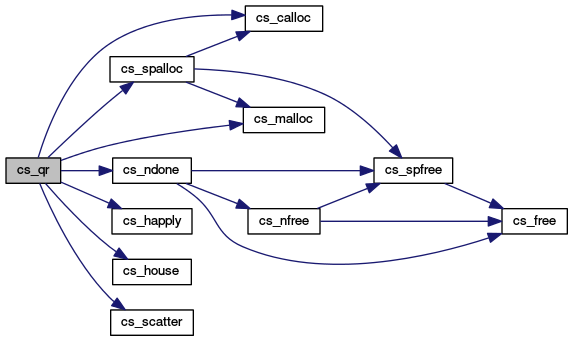 cs_calloc
cs_spalloc
cs_malloc
cs_qr
cs_ndone
cs_spfree
cs_happly
cs_nfree
cs_free
cs_house
cs_scatter